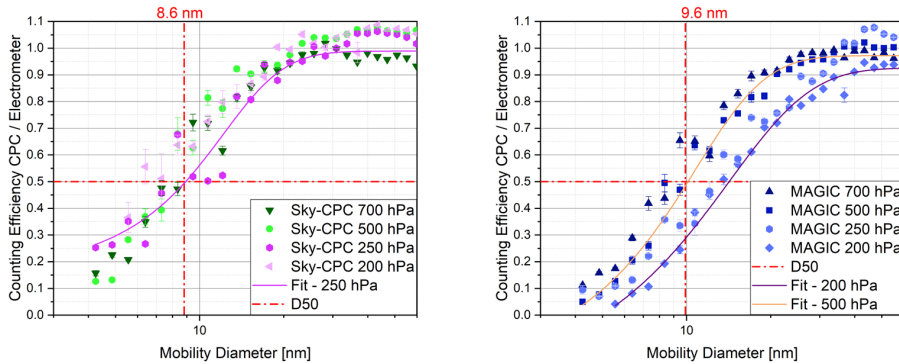 8.6 nm
1.1
1.0
0.9
0.8
0.7
0.6
0.5
0.4
0.3
0.2
0.1
0.0
Counting Efficiency CPC / Electrometer
Sky-CPC 700 hPa
Sky-CPC 500 hPa
Sky-CPC 250 hPa
Sky-CPC 200 hPa
Fit - 250 hPa
D50
10
Mobility Diameter [nm]
9.6 nm
1.1
1.0
0.9
0.8
0.7
0.6
0.5
0.4
0.3
0.2
0.1
0.0
Counting Efficiency CPC / Electrometer
MAGIC 700 hPa
MAGIC 500 hPa
MAGIC 250 hPa
MAGIC 200 hPa
D50
Fit - 200 hPa
Fit - 500 hPa
10
Mobility Diameter [nm]